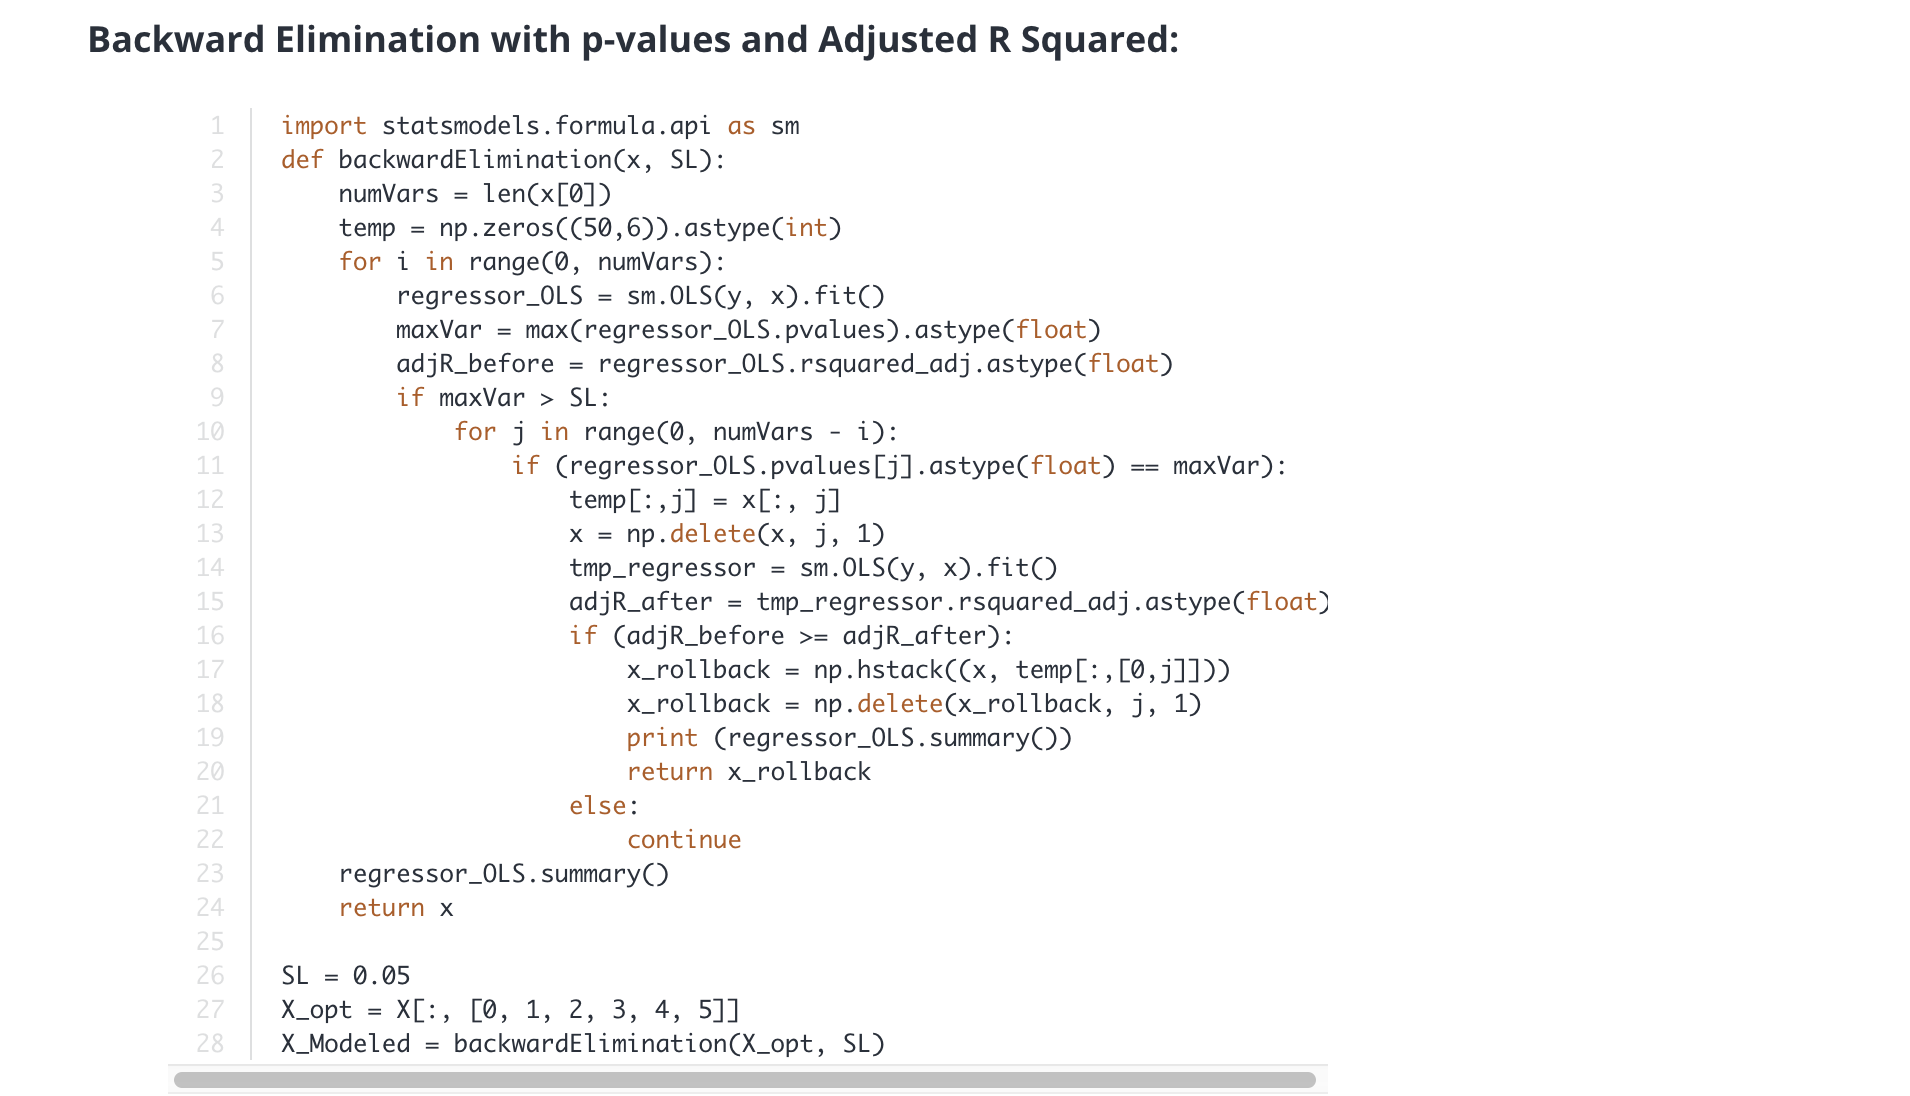 Backward Elimination with p-values and Adjusted R Squared:
1 import statsmodels.formula.api as sm
2 def backwardElimination(x, SL):
3     numVars = len(x[0])
4     temp = np.zeros((50,6)).astype(int)
5     for i in range(0, numVars):
6         regressor_OLS = sm.OLS(y, x).fit()
7         maxVar = max(regressor_OLS.pvalues).astype(float)
8         adjR_before = regressor_OLS.rsquared_adj.astype(float)
9         if maxVar > SL:
10             for j in range(0, numVars - i):
11                 if (regressor_OLS.pvalues[j].astype(float) == maxVar):
12                     temp[:,j] = x[:, j]
13                     x = np.delete(x, j, 1)
14                     tmp_regressor = sm.OLS(y, x).fit()
15                     adjR_after = tmp_regressor.rsquared_adj.astype(float)
16                     if (adjR_before >= adjR_after):
17                         x_rollback = np.hstack((x, temp[:,[0,j]]))
18                         x_rollback = np.delete(x_rollback, j, 1)
19                         print (regressor_OLS.summary())
20                         return x_rollback
21                     else:
22                         continue
23     regressor_OLS.summary()
24     return x
25
26 SL = 0.05
27 X_opt = X[:, [0, 1, 2, 3, 4, 5]]
28 X_Modeled = backwardElimination(X_opt, SL)